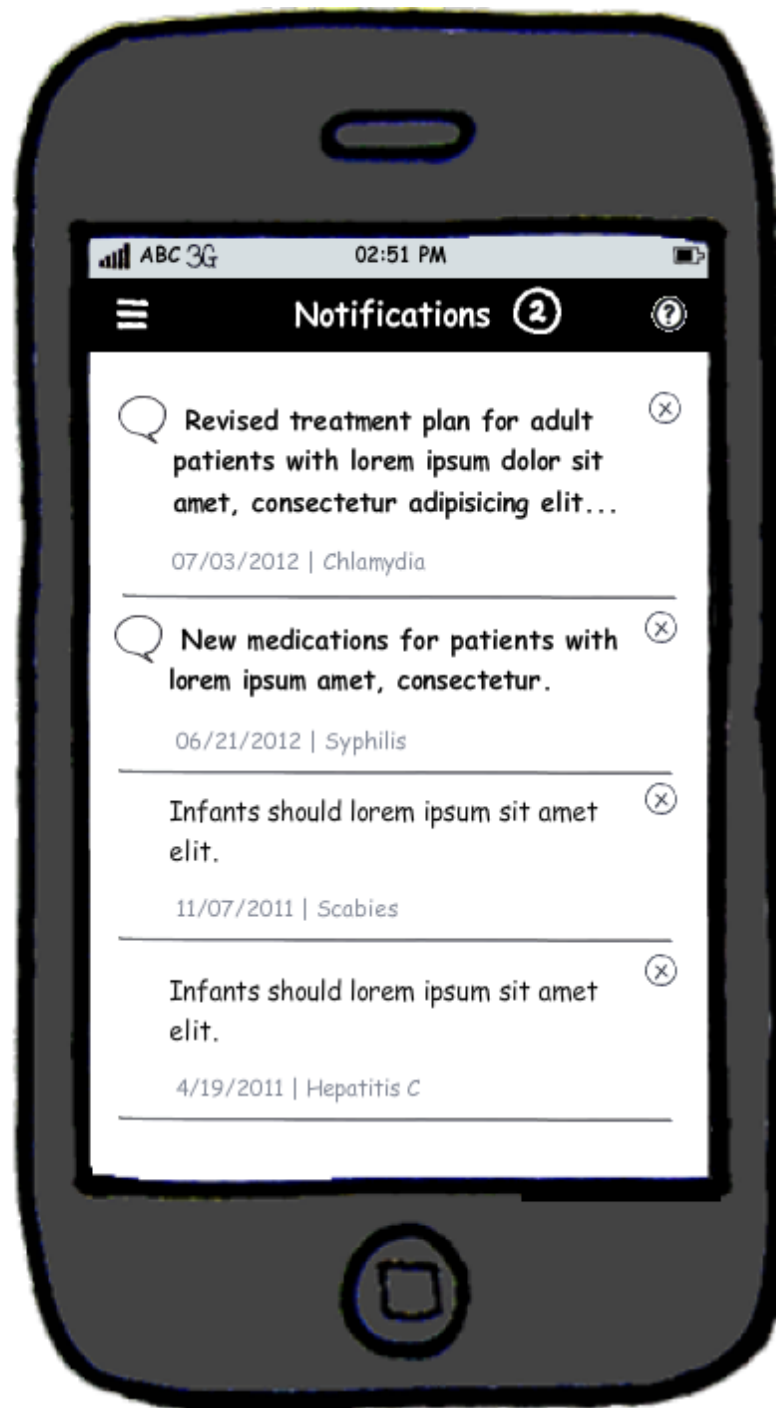 ABC 3G 02:51 PM
Notifications 2 ?
Revised treatment plan for adult
patients with lorem ipsum dolor sit
amet, consectetur adipisicing elit...
07/03/2012 | Chlamydia
New medications for patients with
lorem ipsum amet, consectetur.
06/21/2012 | Syphilis
Infants should lorem ipsum sit amet
elit.
11/07/2011 | Scabies
Infants should lorem ipsum sit amet
elit.
4/19/2011 | Hepatitis C